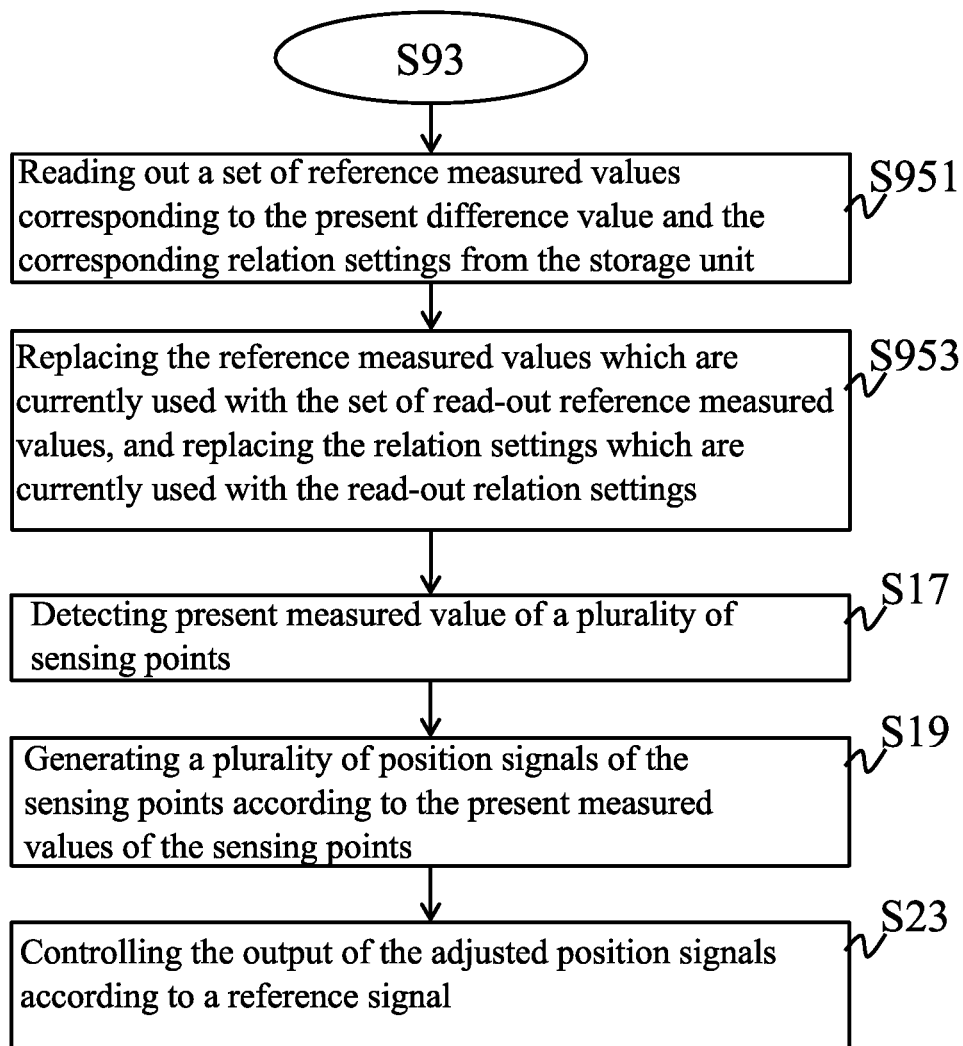 S93
Reading out a set of reference measured values
corresponding to the present difference value and the
corresponding relation settings from the storage unit
S951
Replacing the reference measured values which are
currently used with the set of read-out reference measured
values, and replacing the relation settings which are
currently used with the read-out relation settings
S953
Detecting present measured value of a plurality of
sensing points
S17
Generating a plurality of position signals of the
sensing points according to the present measured
values of the sensing points
S19
Controlling the output of the adjusted position signals
according to a reference signal
S23